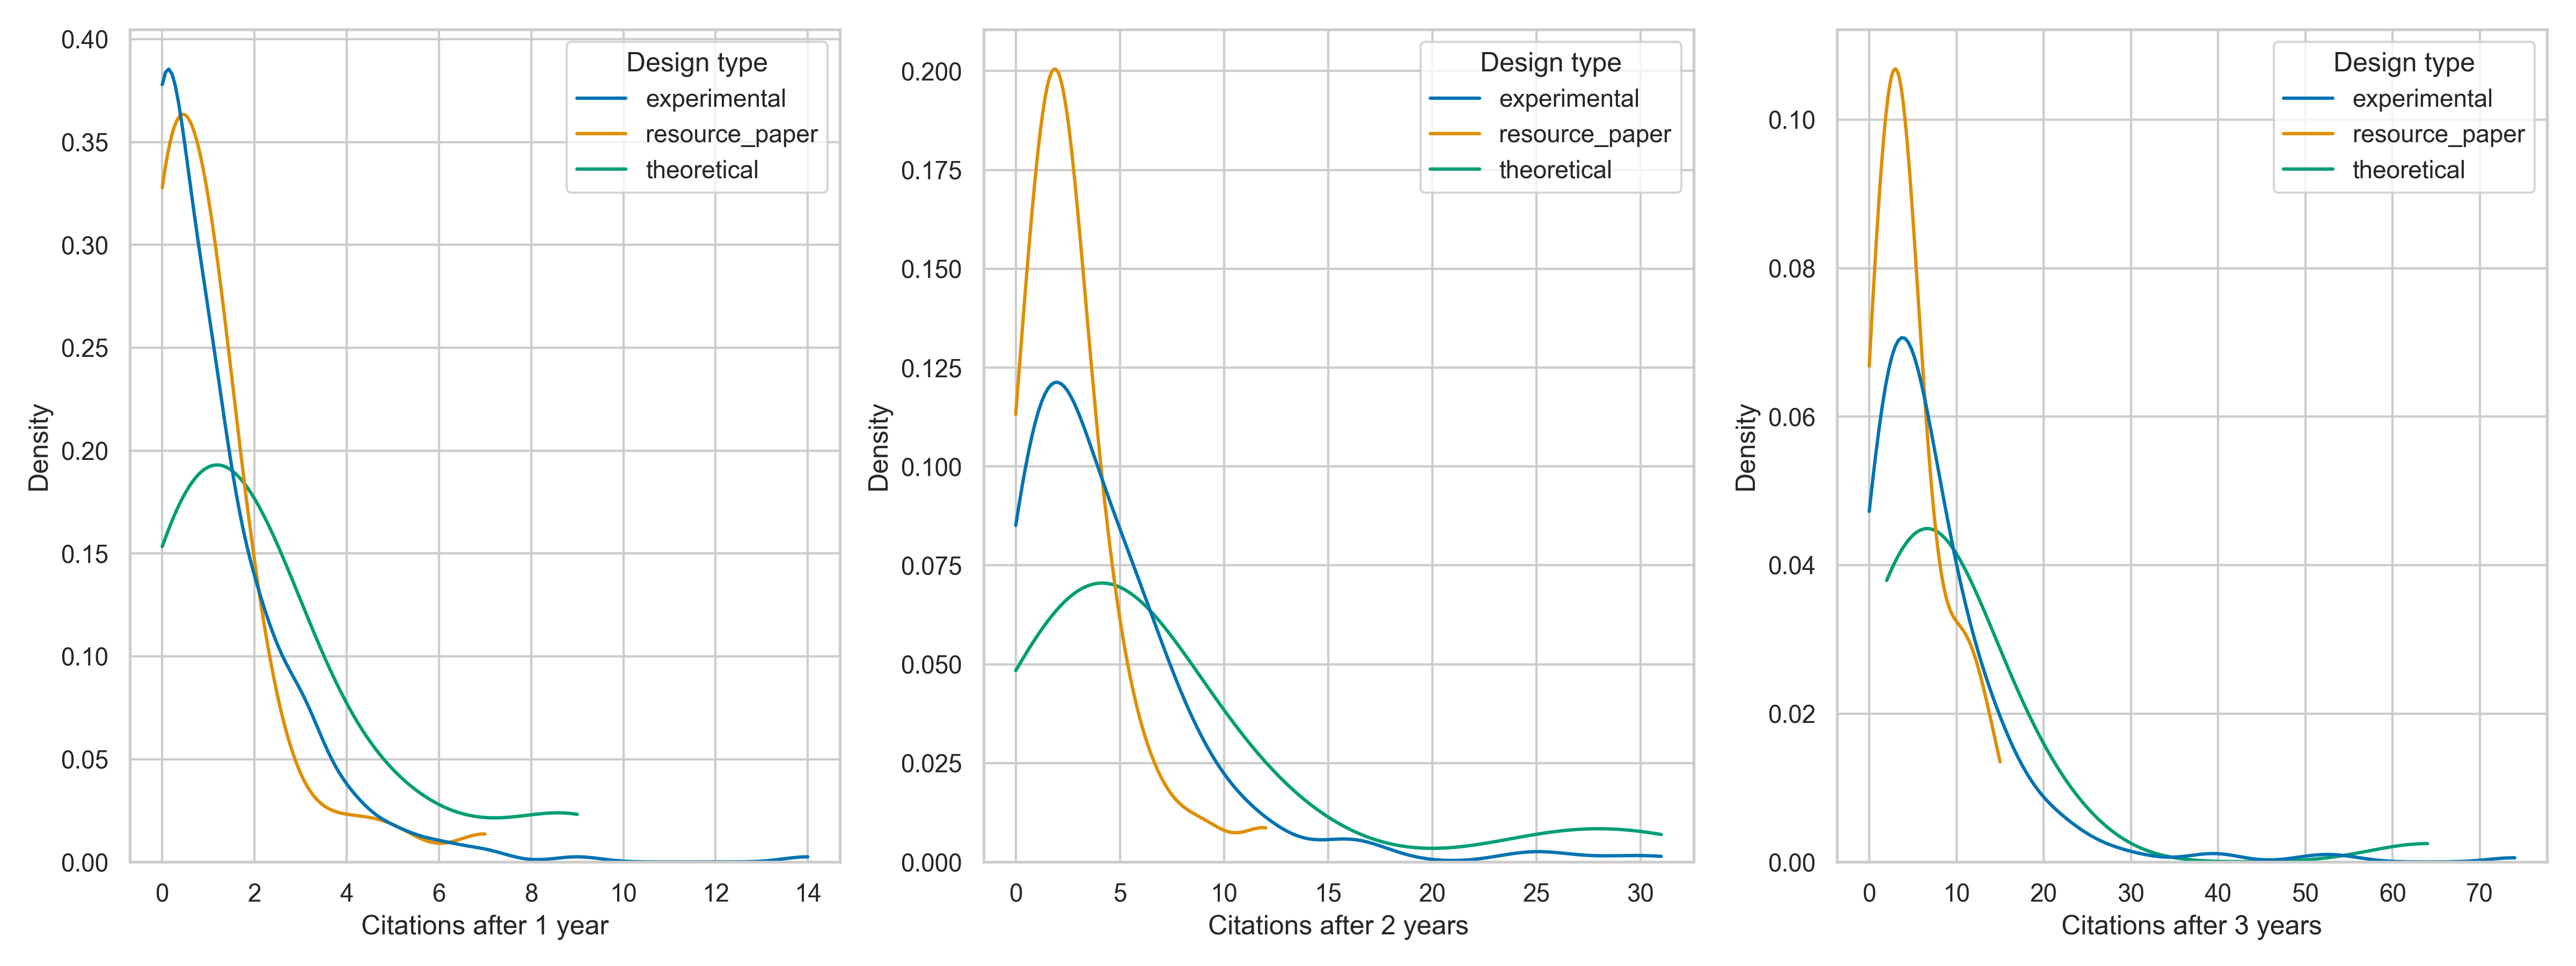 0.40
0.35
0.30
0.25
0.20
0.15
0.10
0.05
0.00
Density
0 2 4 6 8 10 12 14
Citations after 1 year
Design type
experimental
resource_paper
theoretical
0.200
0.175
0.150
0.125
0.100
0.075
0.050
0.025
0.000
Density
0 5 10 15 20 25 30
Citations after 2 years
Design type
experimental
resource_paper
theoretical
0.10
0.08
0.06
0.04
0.02
0.00
Density
0 10 20 30 40 50 60 70
Citations after 3 years
Design type
experimental
resource_paper
theoretical